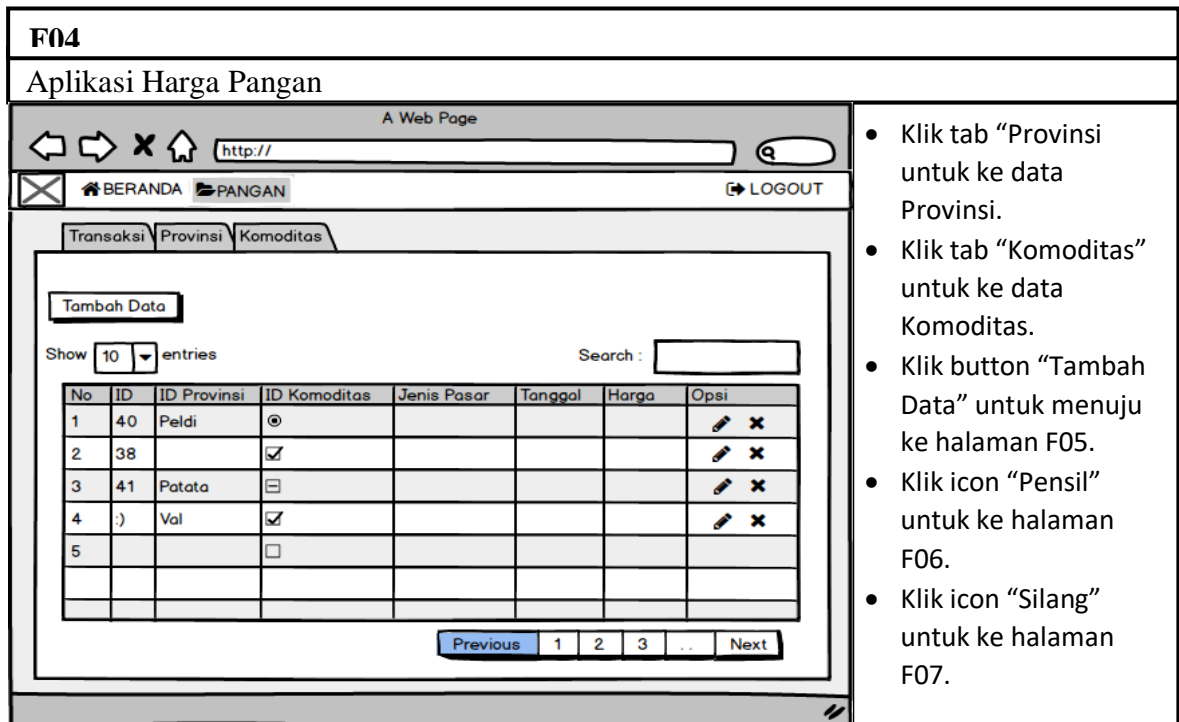 F04
Aplikasi Harga Pangan
A Web Page
http://
BERANDA PANGAN LOGOUT
Transaksi Provinsi Komoditas
Tambah Data
Show 10 entries Search :
No ID ID Provinsi ID Komoditas Jenis Pasar Tanggal Harga Opsi
1 40 Peldi
2 38
3 41 Patata
4 :) Val
5
Previous 1 2 3 .. Next
• Klik tab “Provinsi
untuk ke data
Provinsi.
• Klik tab “Komoditas”
untuk ke data
Komoditas.
• Klik button “Tambah
Data” untuk menuju
ke halaman F05.
• Klik icon “Pensil”
untuk ke halaman
F06.
• Klik icon “Silang”
untuk ke halaman
F07.